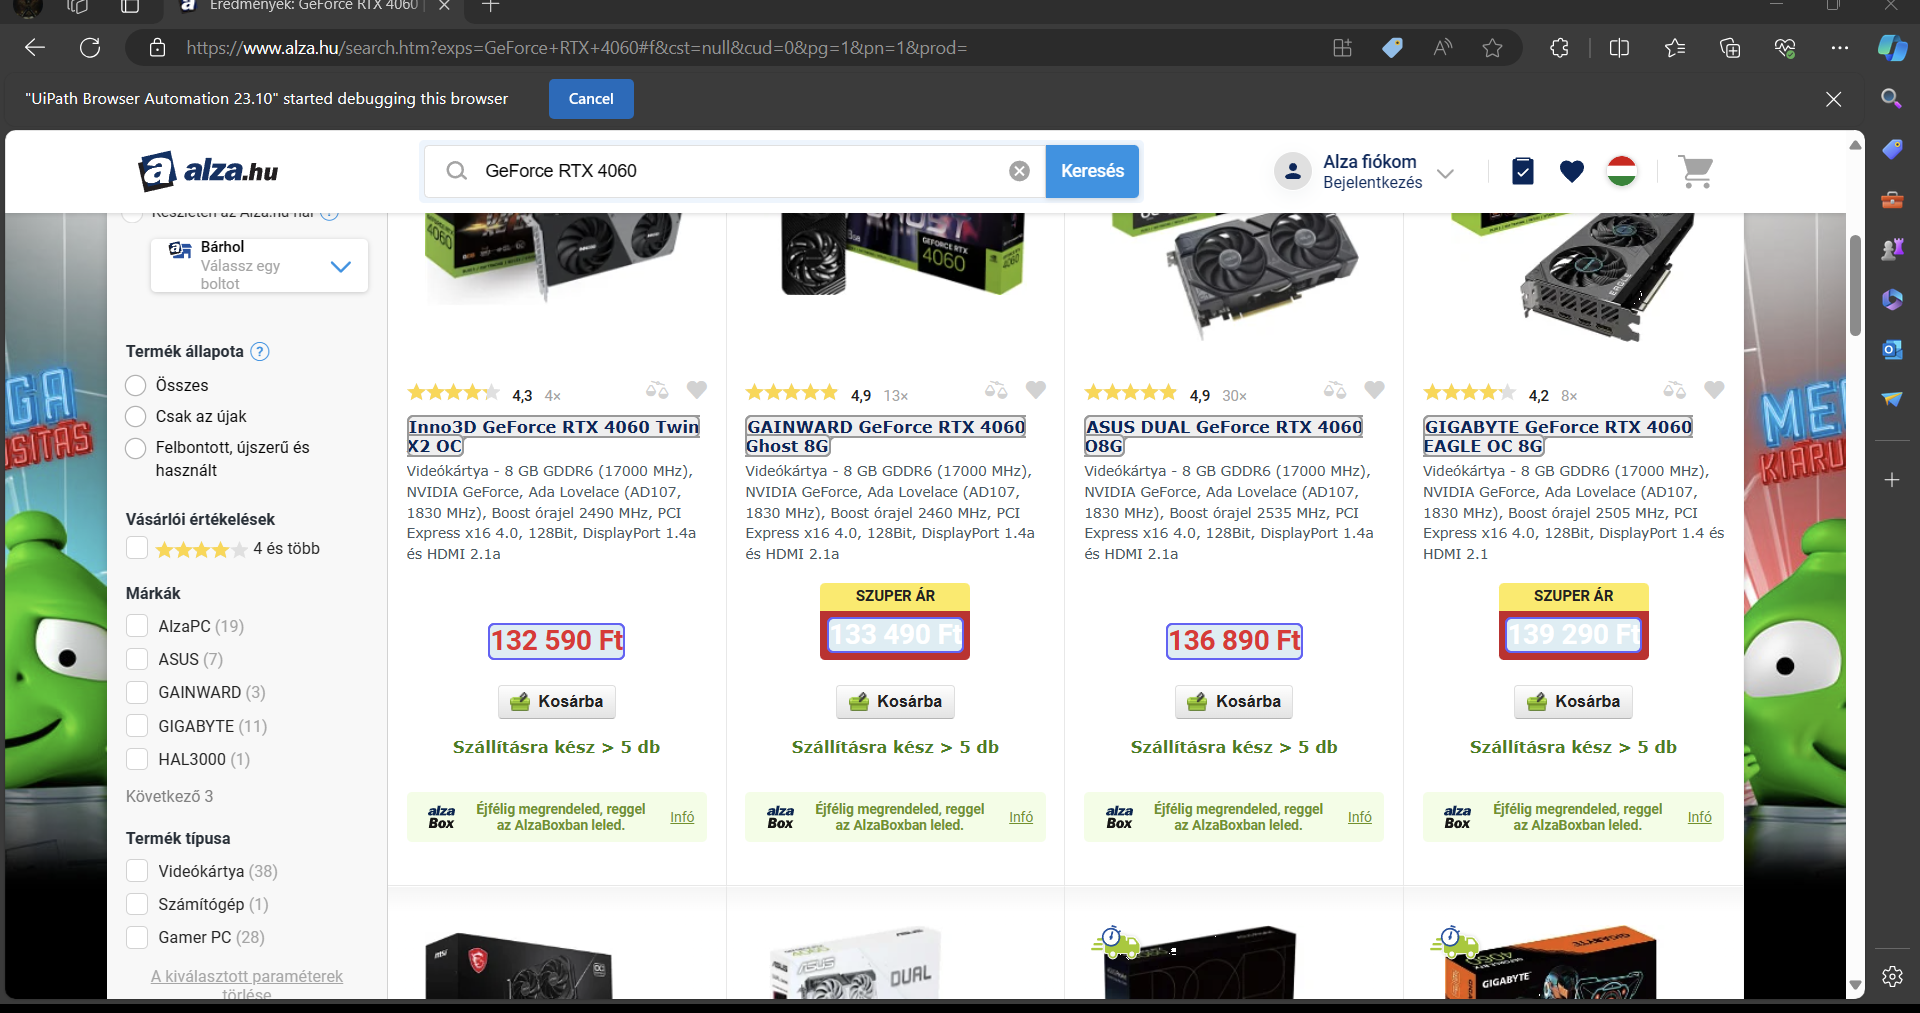 Eredmények: GeForce RTX 4060
https://www.alza.hu/search.htm?exps=GeForce+RTX+4060#f&cst=null&cud=0&pg=1&pn=1&prod=
"UiPath Browser Automation 23.10" started debugging this browser
Cancel
alza.hu
GeForce RTX 4060
Keresés
Alza fiókom
Bejelentkezés
Készleten az Alza.hu-nál
Bárhol
Válassz egy
boltot
Termék állapota
Összes
Csak az újak
Felbontott, újszerű és
használt
Vásárlói értékelések
4 és több
Márkák
AlzaPC (19)
ASUS (7)
GAINWARD (3)
GIGABYTE (11)
HAL3000 (1)
Következő 3
Termék típusa
Videókártya (38)
Számítógép (1)
Gamer PC (28)
A kiválasztott paraméterek
törlése
4060
4,3 4×
Inno3D GeForce RTX 4060 Twin
X2 OC
Videókártya - 8 GB GDDR6 (17000 MHz),
NVIDIA GeForce, Ada Lovelace (AD107,
1830 MHz), Boost órajel 2490 MHz, PCI
Express x16 4.0, 128Bit, DisplayPort 1.4a
és HDMI 2.1a
132 590 Ft
Kosárba
Szállításra kész > 5 db
alza
Box
Éjfélig megrendeled, reggel
az AlzaBoxban leled.
Infó
GEFORCE RTX
4060
4,9 13×
GAINWARD GeForce RTX 4060
Ghost 8G
Videókártya - 8 GB GDDR6 (17000 MHz),
NVIDIA GeForce, Ada Lovelace (AD107,
1830 MHz), Boost órajel 2460 MHz, PCI
Express x16 4.0, 128Bit, DisplayPort 1.4a
és HDMI 2.1a
SZUPER ÁR
133 490 Ft
Kosárba
Szállításra kész > 5 db
alza
Box
Éjfélig megrendeled, reggel
az AlzaBoxban leled.
Infó
4,9 30×
ASUS DUAL GeForce RTX 4060
O8G
Videókártya - 8 GB GDDR6 (17000 MHz),
NVIDIA GeForce, Ada Lovelace (AD107,
1830 MHz), Boost órajel 2535 MHz, PCI
Express x16 4.0, 128Bit, DisplayPort 1.4a
és HDMI 2.1a
136 890 Ft
Kosárba
Szállításra kész > 5 db
alza
Box
Éjfélig megrendeled, reggel
az AlzaBoxban leled.
Infó
EAGLE
4,2 8×
GIGABYTE GeForce RTX 4060
EAGLE OC 8G
Videókártya - 8 GB GDDR6 (17000 MHz),
NVIDIA GeForce, Ada Lovelace (AD107,
1830 MHz), Boost órajel 2505 MHz, PCI
Express x16 4.0, 128Bit, DisplayPort 1.4 és
HDMI 2.1
SZUPER ÁR
139 290 Ft
Kosárba
Szállításra kész > 5 db
alza
Box
Éjfélig megrendeled, reggel
az AlzaBoxban leled.
Infó
msi
ASUS
DUAL
GIGABYTE